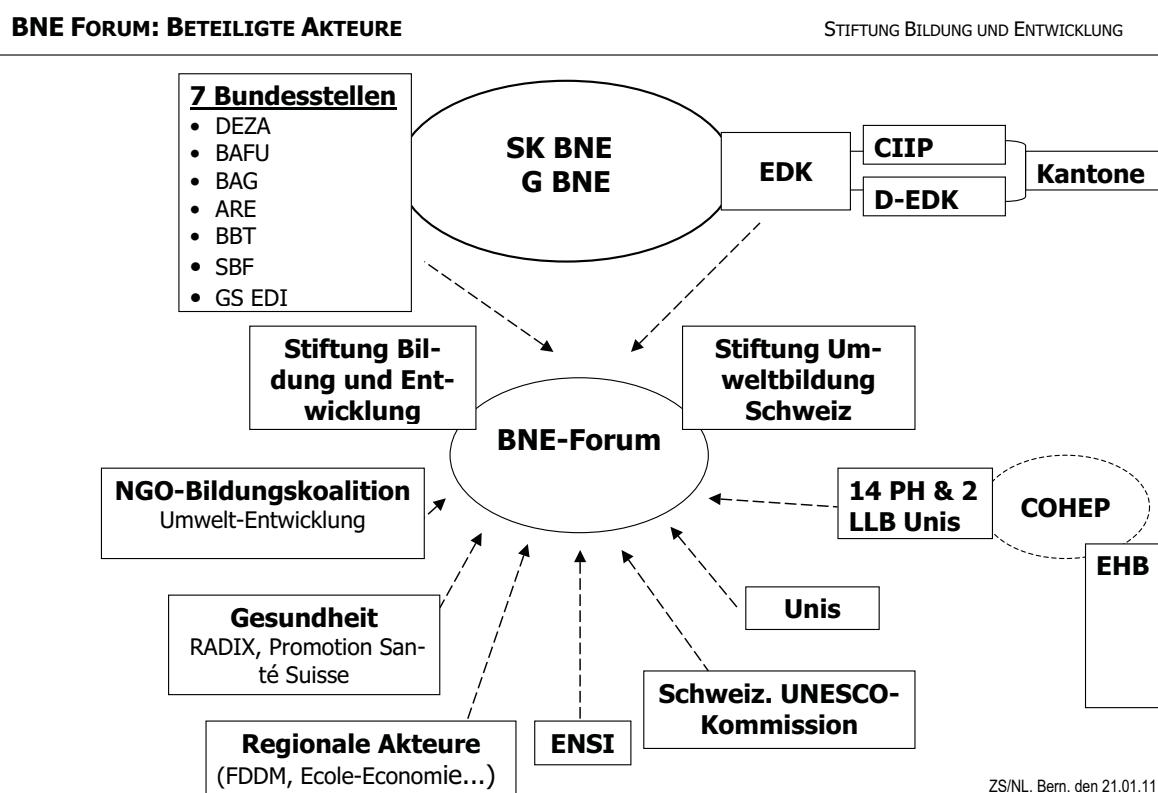 BNE FORUM: BETEILIGTE AKTEURE
STIFTUNG BILDUNG UND ENTWICKLUNG
7 Bundesstellen
• DEZA
• BAFU
• BAG
• ARE
• BBT
• SBF
• GS EDI
SK BNE
G BNE
EDK
CIIP
D-EDK
Kantone
Stiftung Bil-
dung und Ent-
wicklung
Stiftung Um-
weltbildung
Schweiz
BNE-Forum
NGO-Bildungskoalition
Umwelt-Entwicklung
14 PH & 2
LLB Unis
COHEP
EHB
Gesundheit
RADIX, Promotion San-
té Suisse
Unis
Schweiz. UNESCO-
Kommission
Regionale Akteure
(FDDM, Ecole-Economie...)
ENSI
ZS/NL, Bern, den 21.01.11